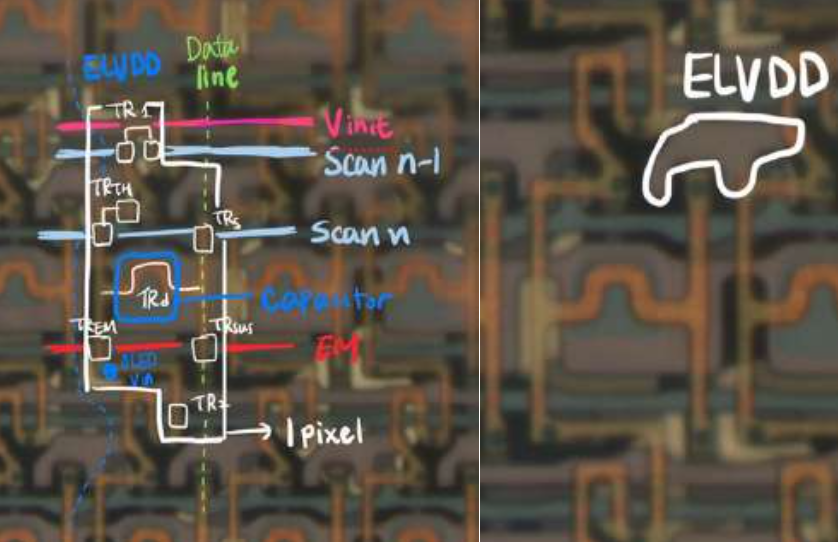 ELVDD
Data
line
TR1
Vinit
Scan n-1
TRTH
TRS
Scan n
TRd
Capacitor
TREM
TRsus
EM
OLED
VIA
1 pixel
ELVDD